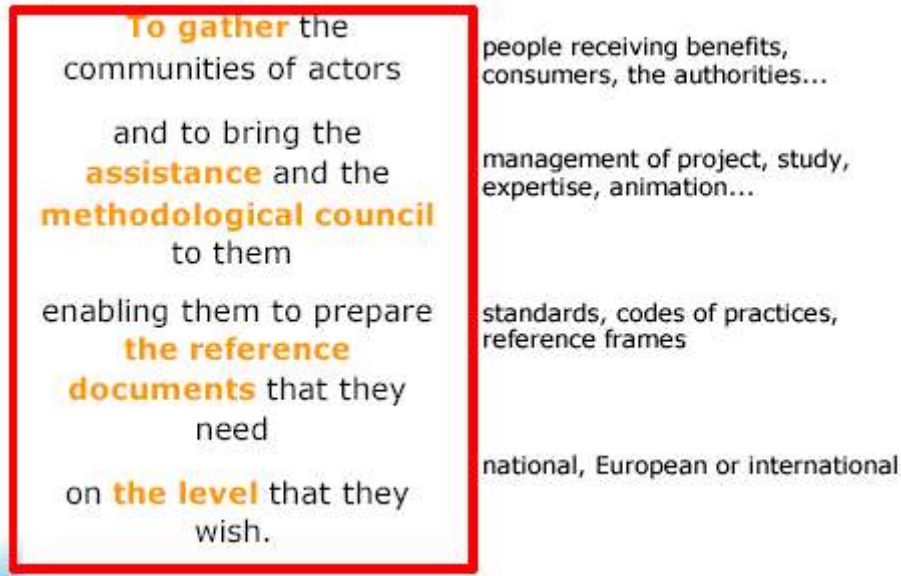 To gather the
communities of actors
people receiving benefits,
consumers, the authorities...
and to bring the
assistance and the
methodological council
to them
management of project, study,
expertise, animation...
enabling them to prepare
the reference
documents that they
need
standards, codes of practices,
reference frames
on the level that they
wish.
national, European or international